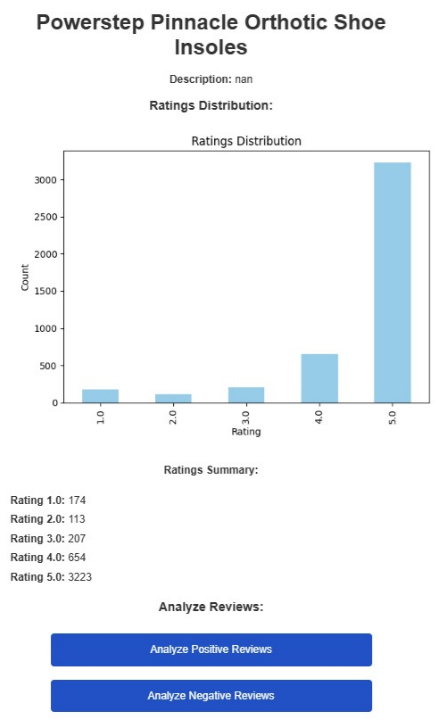 Powerstep Pinnacle Orthotic Shoe
Insoles
Description: nan
Ratings Distribution:
Ratings Distribution
3000
2500
2000
1500
1000
500
0
Count
1.0
2.0
3.0
4.0
5.0
Rating
Ratings Summary:
Rating 1.0: 174
Rating 2.0: 113
Rating 3.0: 207
Rating 4.0: 654
Rating 5.0: 3223
Analyze Reviews:
Analyze Positive Reviews
Analyze Negative Reviews